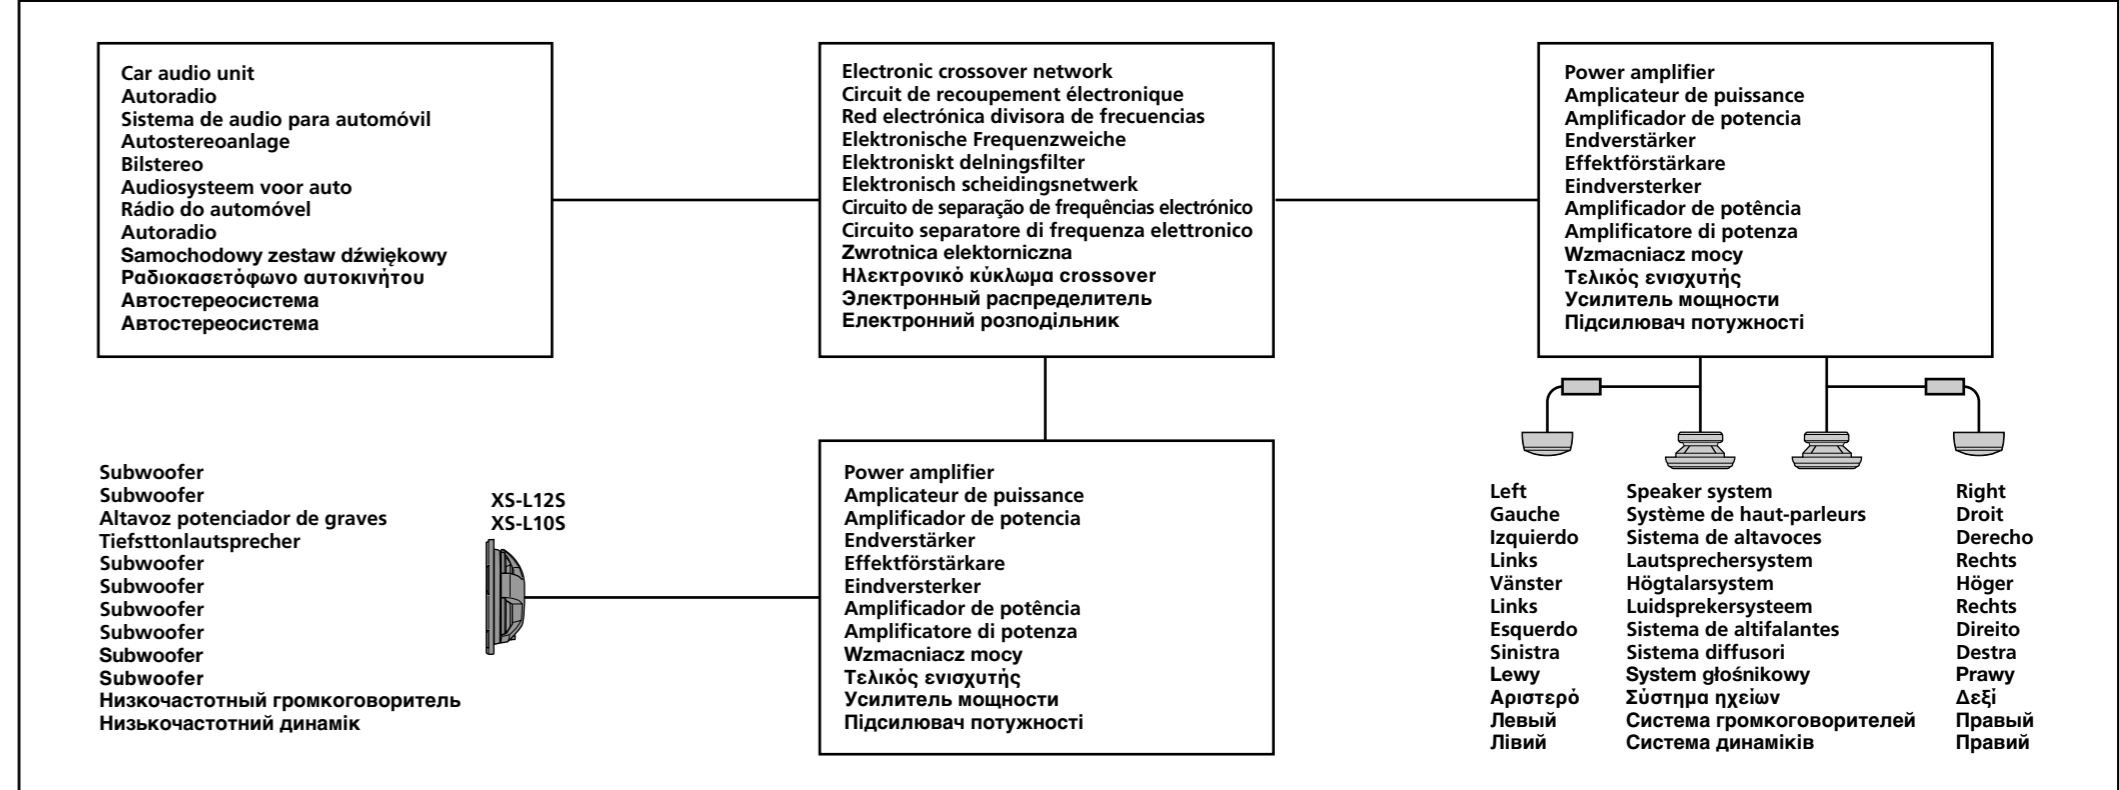 Car audio unit
Autoradio
Sistema de audio para automóvil
Autostereoanlage
Bilstereo
Audiosysteem voor auto
Rádio do automóvel
Autoradio
Samochodowy zestaw dźwiękowy
Ραδιοκασετόφωνο αυτοκινήτου
Автостереосистема
Автостереосистема
Electronic crossover network
Circuit de recoupement électronique
Red electrónica divisora de frecuencias
Elektronische Frequenzweiche
Elektroniskt delningsfilter
Elektronisch scheidingsnetwerk
Circuito de separação de frequências electrónico
Circuito separatore di frequenza elettronico
Zwrotnica elektorniczna
Ηλεκτρονικό κύκλωμα crossover
Электронный распределитель
Електронний розподільник
Power amplifier
Amplicateur de puissance
Amplificador de potencia
Endverstärker
Effektförstärkare
Eindversterker
Amplificador de potência
Amplificatore di potenza
Wzmacniacz mocy
Τελικός ενισχυτής
Усилитель мощности
Підсилювач потужності
Subwoofer
Subwoofer
Altavoz potenciador de graves
Tiefsttonlautsprecher
Subwoofer
Subwoofer
Subwoofer
Subwoofer
Subwoofer
Subwoofer
Низкочастотный громкоговоритель
Низькочастотний динамік
XS-L12S
XS-L10S
Power amplifier
Amplicateur de puissance
Amplificador de potencia
Endverstärker
Effektförstärkare
Eindversterker
Amplificador de potência
Amplificatore di potenza
Wzmacniacz mocy
Τελικός ενισχυτής
Усилитель мощности
Підсилювач потужності
Left
Gauche
Izquierdo
Links
Vänster
Links
Esquerdo
Sinistra
Lewy
Αριστερό
Левый
Лівий
Speaker system
Système de haut-parleurs
Sistema de altavoces
Lautsprechersystem
Högtalarsystem
Luidsprekersysteem
Sistema de altifalantes
Sistema diffusori
System głośnikowy
Σύστημα ηχείων
Система громкоговорителей
Система динаміків
Right
Droit
Derecho
Rechts
Höger
Rechts
Direito
Destra
Prawy
Δεξί
Правый
Правий